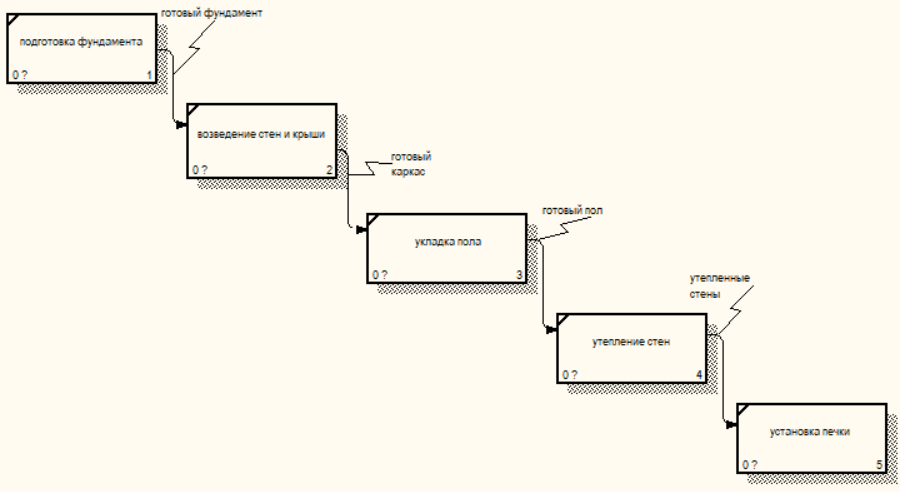 готовый фундамент
подготовка фундамента
0 ? 1
возведение стен и крыши
0 ? 2
готовый
каркас
укладка пола
0 ? 3
готовый пол
утепление стен
0 ? 4
утепленные
стены
установка печки
0 ? 5